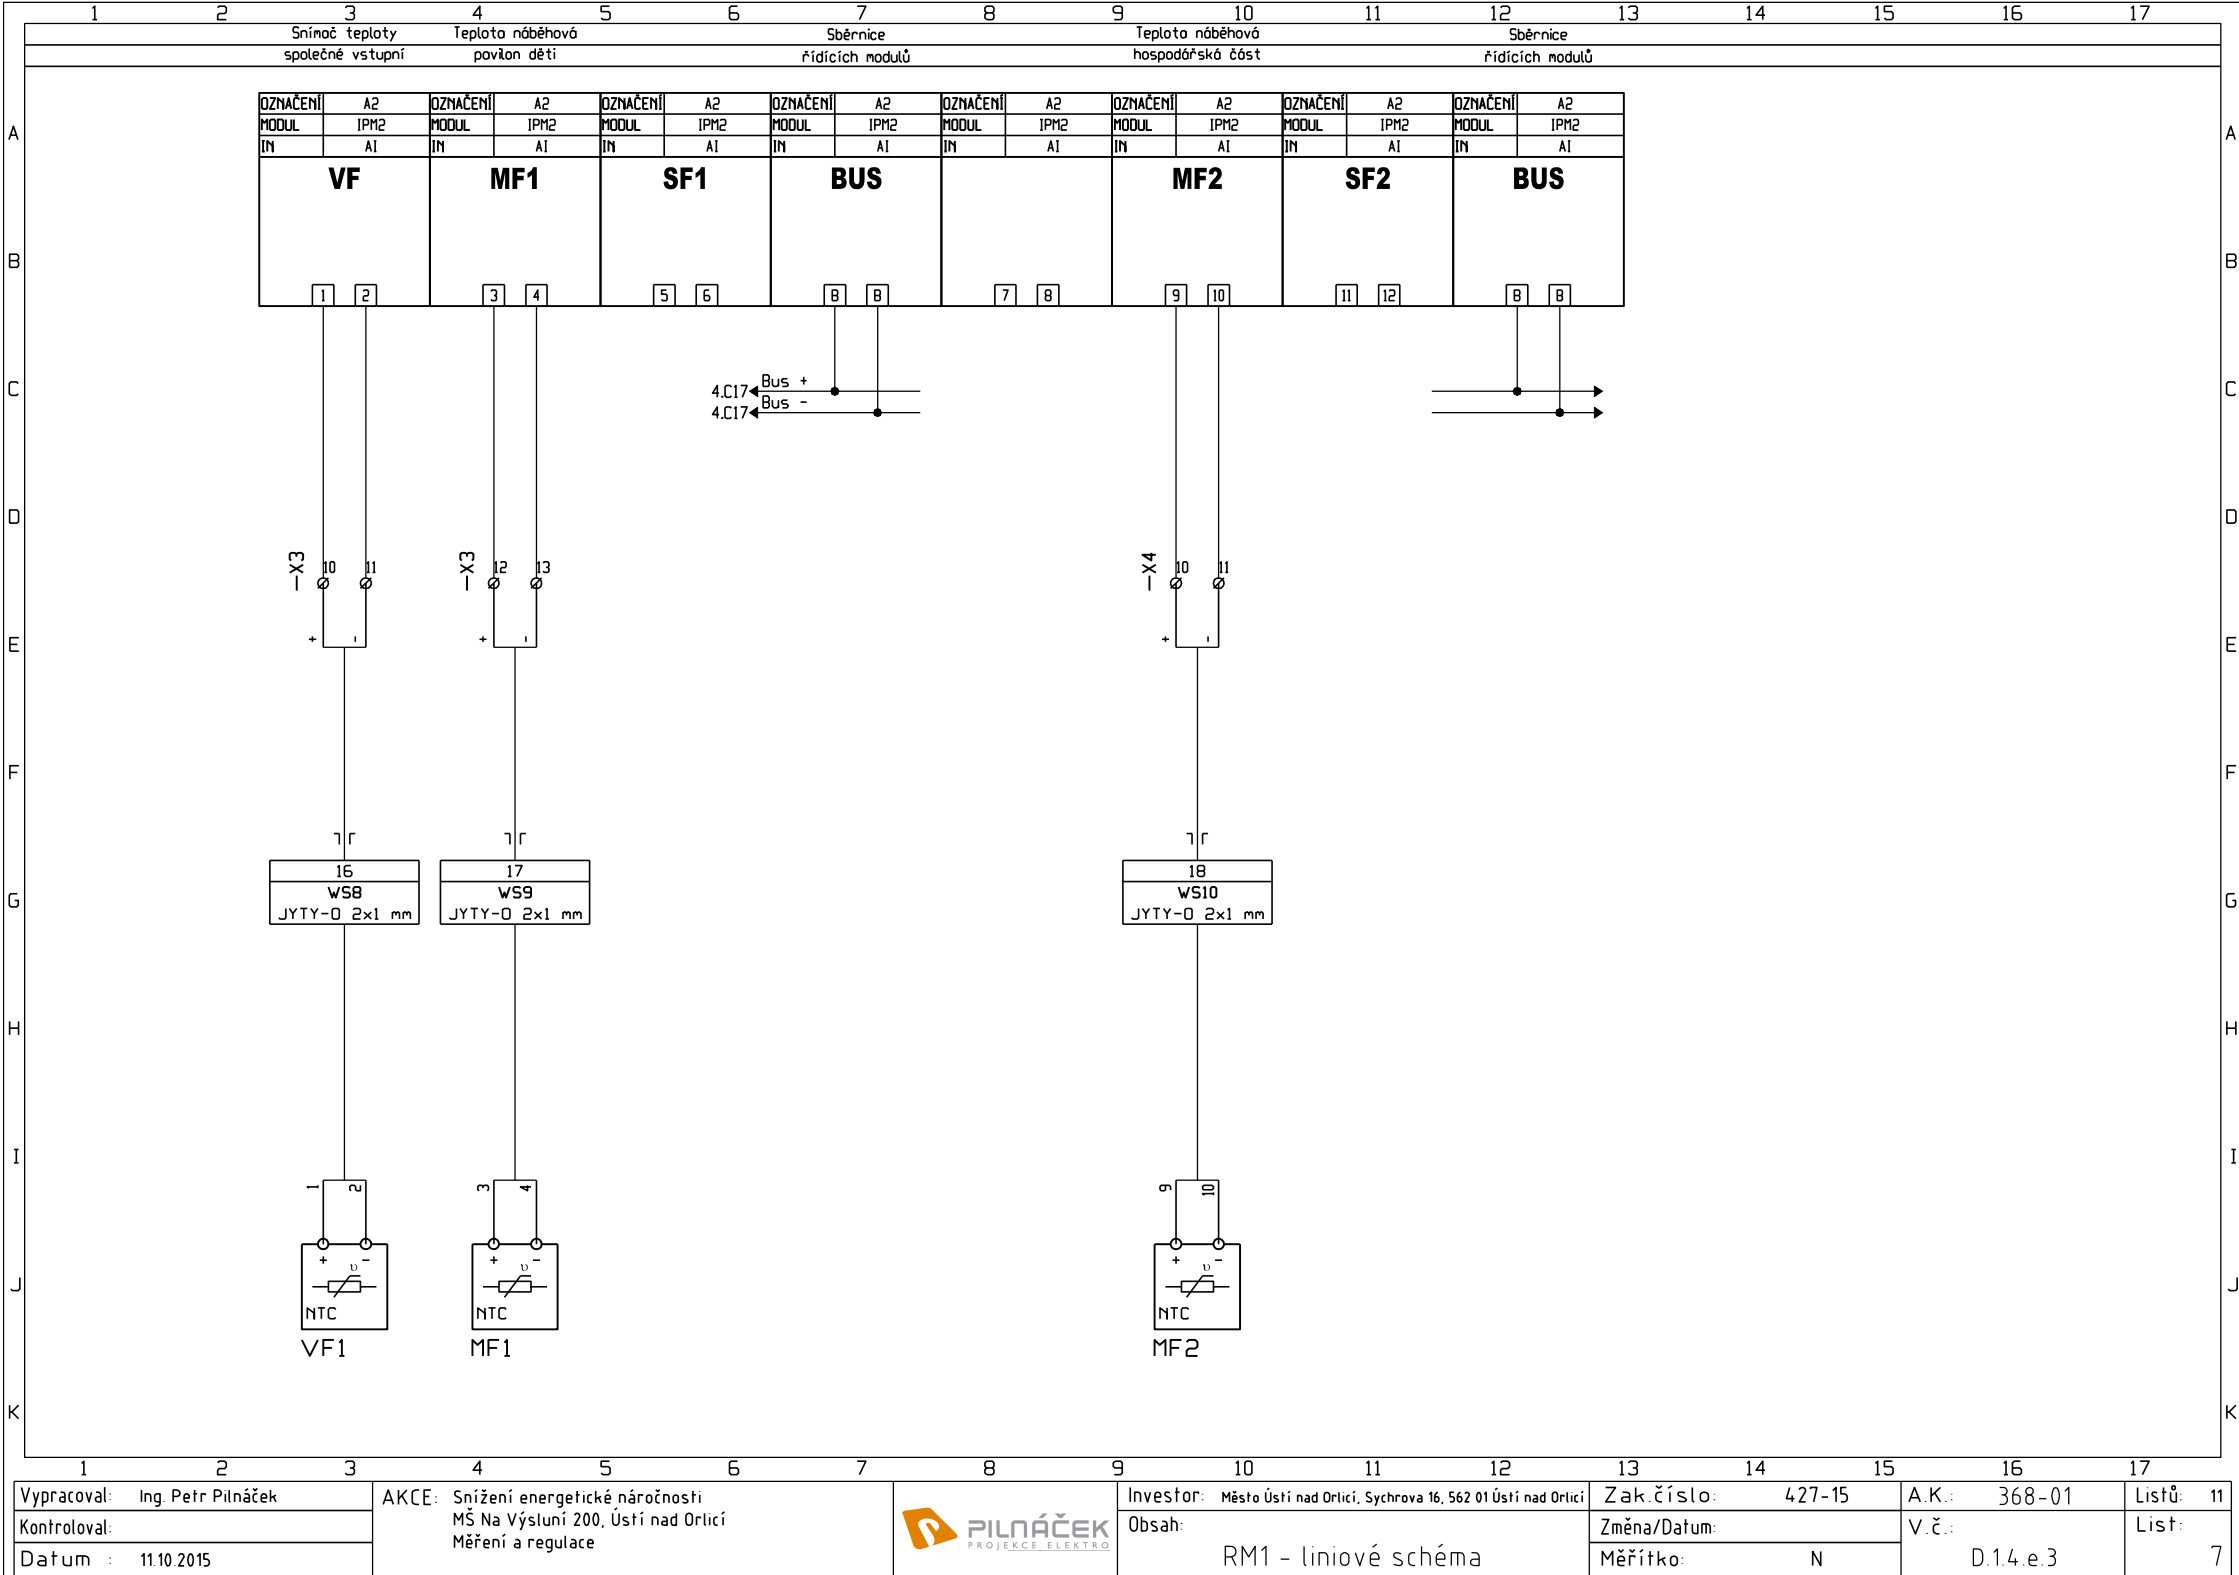 1 2 3 4 5 6 7 8 9 10 11 12 13 14 15 16 17
Snímač teploty Teplota náběhová Sběrnice Teplota náběhová Sběrnice
společné vstupní pavilon dětí řídících modulů hospodářská část řídících modulů
OZNAČENÍ A2 OZNAČENÍ A2 OZNAČENÍ A2 OZNAČENÍ A2 OZNAČENÍ A2 OZNAČENÍ A2 OZNAČENÍ A2 OZNAČENÍ A2
A MODUL IPM2 MODUL IPM2 MODUL IPM2 MODUL IPM2 MODUL IPM2 MODUL IPM2 MODUL IPM2 MODUL IPM2 A
IN AI IN AI IN AI IN AI IN AI IN AI IN AI IN AI
VF MF1 SF1 BUS MF2 SF2 BUS
B B
1 2 3 4 5 6 B B 7 8 9 10 11 12 B B
Bus +
C 4.C17 C
Bus -
4.C17
D D
-X3 10 11 -X3 12 13 -X4 10 11
+ - + - + -
E E
F F
16 17 18
WS8 WS9 WS10
G G
JYTY-O 2x1 mm JYTY-O 2x1 mm JYTY-O 2x1 mm
H H
I I
1 2 3 4 9 10
+ - + - + -
υ υ υ
J J
NTC NTC NTC
VF1 MF1 MF2
K K
1 2 3 4 5 6 7 8 9 10 11 12 13 14 15 16 17
Vypracoval: Ing. Petr Pilnáček
Kontroloval:
Datum : 11.10.2015
AKCE: Snížení energetické náročnosti
MŠ Na Výsluní 200, Ústí nad Orlicí
Měření a regulace
PILNÁČEK
PROJEKCE ELEKTRO
Investor: Město Ústí nad Orlicí, Sychrova 16, 562 01 Ústí nad Orlicí
Obsah:
RM1 - liniové schéma
Zak.číslo: 427-15
Změna/Datum:
Měřítko: N
A.K.: 368-01
V.č.:
D.1.4.e.3
Listů: 11
List:
7